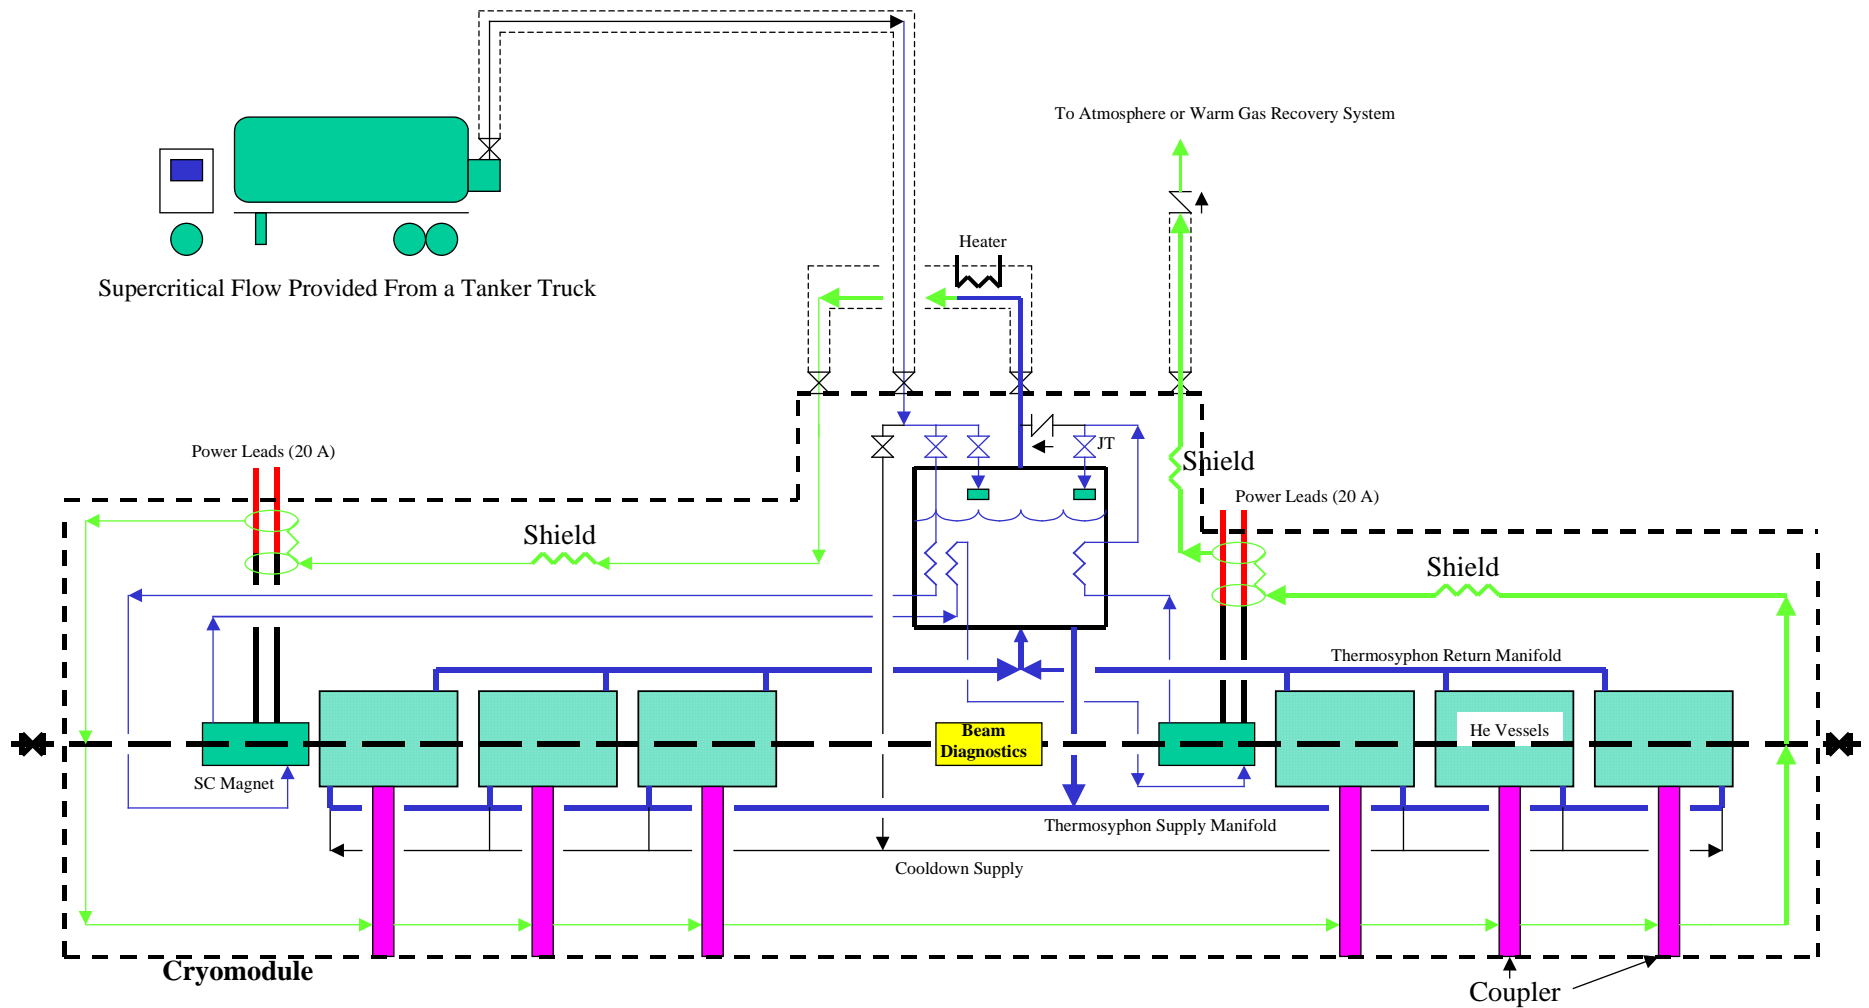 To Atmosphere or Warm Gas Recovery System
Heater
Supercritical Flow Provided From a Tanker Truck
Power Leads (20 A)
JT
Shield
Power Leads (20 A)
Shield
Shield
Thermosyphon Return Manifold
Beam
Diagnostics
He Vessels
SC Magnet
Thermosyphon Supply Manifold
Cooldown Supply
Cryomodule
Coupler